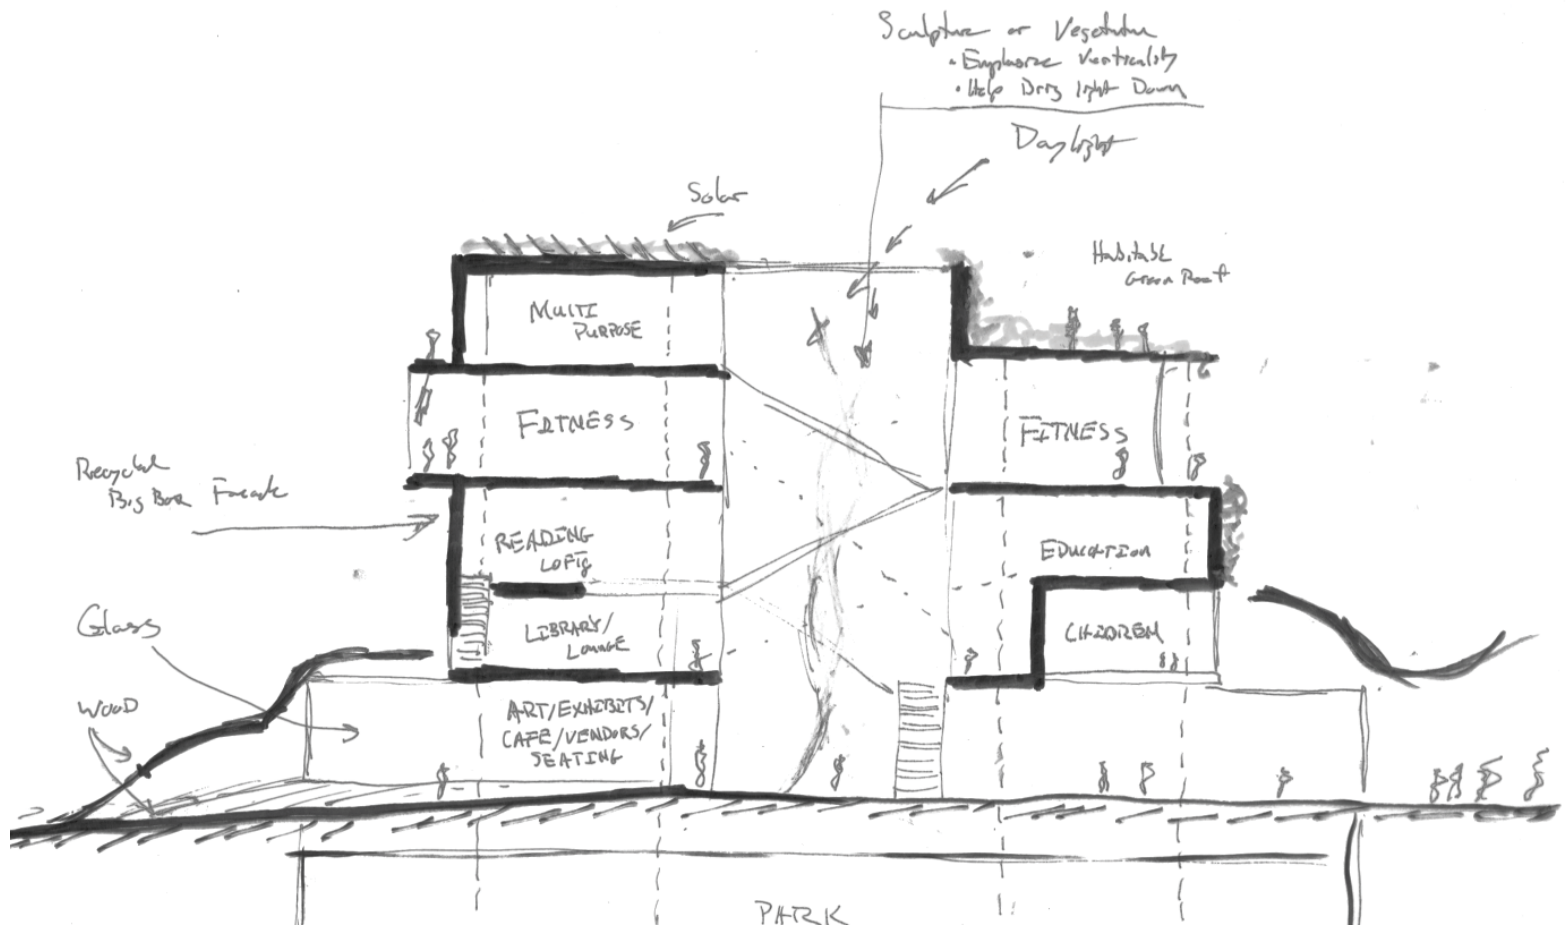 Sculpture or Vegetation
• Emphasize Verticality
• Help Bring light Down
Daylight
Solar
Habitable
Green Roof
MULTI
PURPOSE
FITNESS
FITNESS
Recycled
Big Box Facade
READING
LOFTS
EDUCATION
Glass
LIBRARY/
LOUNGE
CHILDREN
WOOD
ART/EXHIBITS/
CAFE/VENDORS/
SEATING
PARK